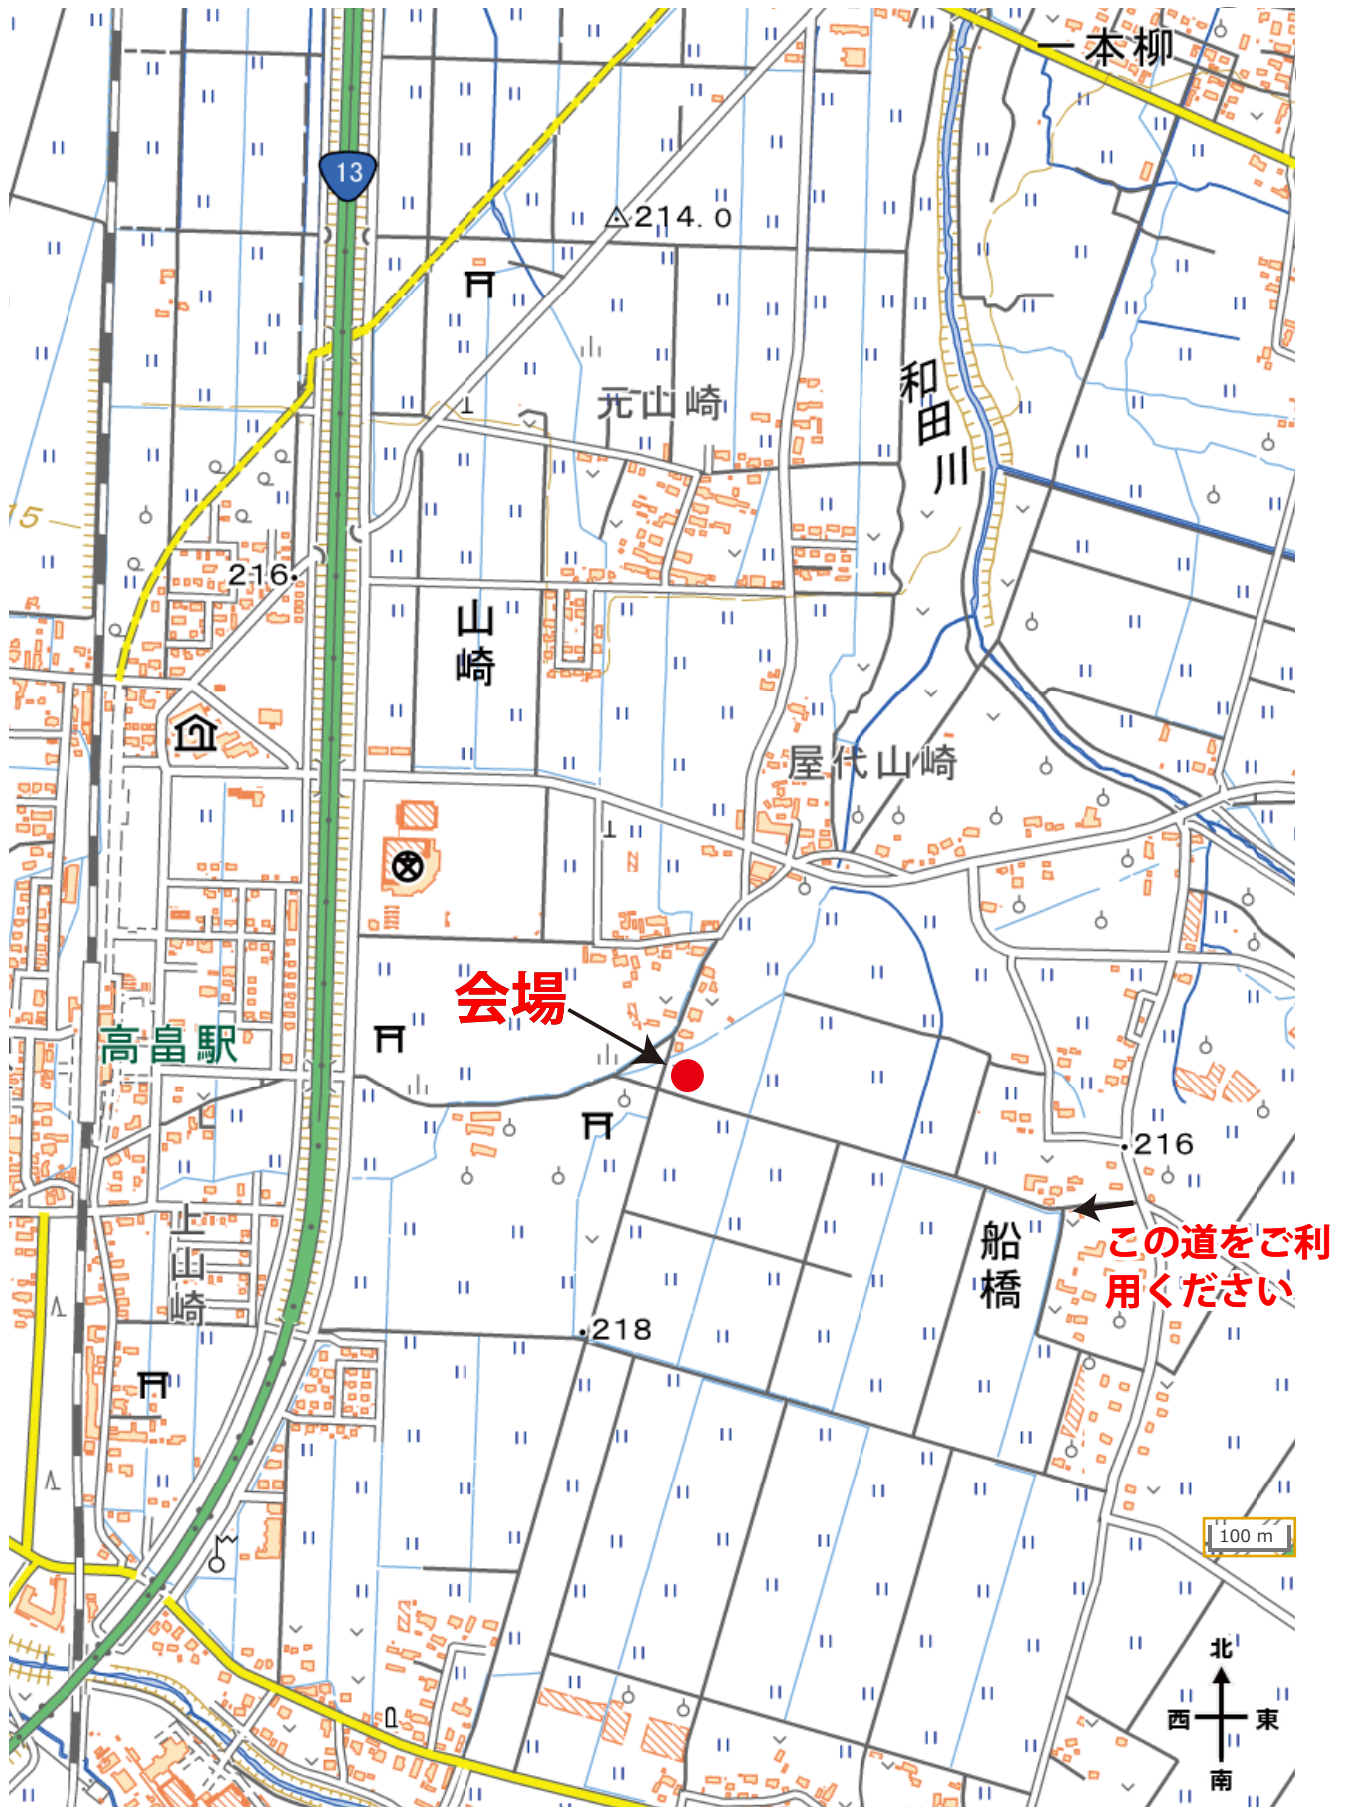 一本柳
13
214.0
和田川
元山崎
15
216
山崎
屋代山崎
会場
高畠駅
216
この道をご利
用ください
船橋
上山崎
218
100 m
北
西
東
南